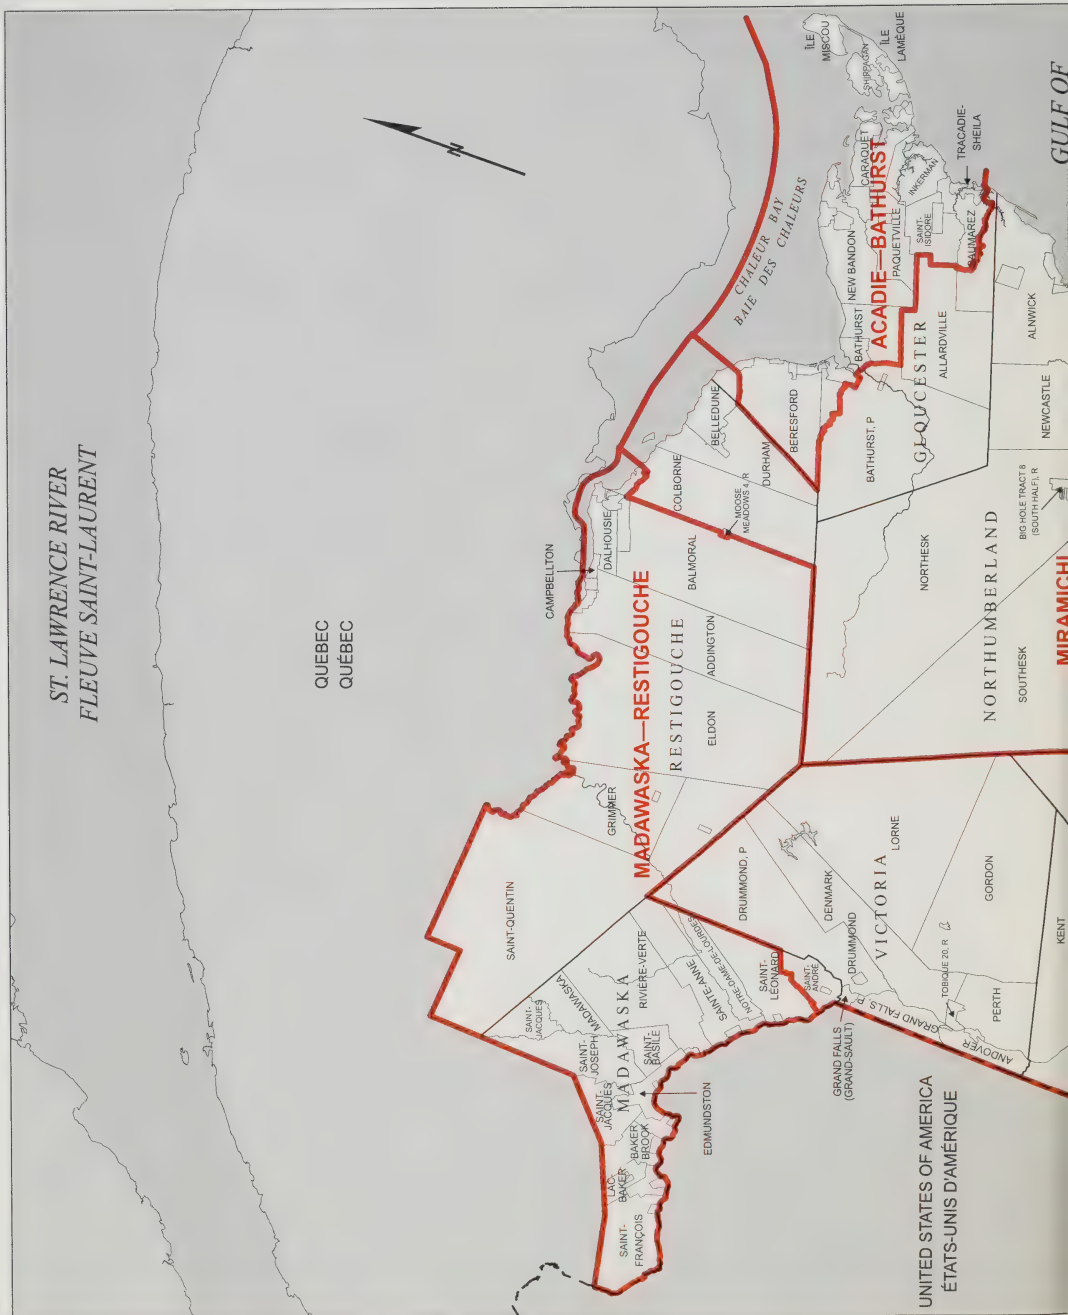 ST. LAWRENCE RIVER
FLEUVE SAINT-LAURENT
QUEBEC
QUÉBEC
N
CHALEUR BAY
BAIE DES CHALEURS
GULF OF
ÎLE
MISCOU
ÎLE
LAMÈQUE
SHIPPAGAN
CARAQUET
INKERMAN
TRACADIE-
SHEILA
ACADIE—BATHURST
PAQUETVILLE
SAINT-
ISIDORE
SAUMAREZ
NEW BANDON
BATHURST
GLOUCESTER
ALLARDVILLE
ALNWICK
NEWCASTLE
BATHURST, P
BERESFORD
BELLEDUNE
DURHAM
COLBORNE
MOOSE
MEADOWS 4, R
DALHOUSIE
CAMPBELLTON
BALMORAL
ADDINGTON
ELDON
MADAWASKA—RESTIGOUCHE
RESTIGOUCHE
GRIMMER
SAINT-QUENTIN
NORTHESK
NORTHUMBERLAND
SOUTHESK
BIG HOLE TRACT 8
(SOUTH HALF), R
MIRAMICHI
DRUMMOND, P
DENMARK
LORNE
VICTORIA
DRUMMOND
GORDON
KENT
TOBIQUE 20, R
PERTH
ANDOVER
GRAND FALLS, P
SAINT-
ANDRÉ
GRAND FALLS
(GRAND-SAULT)
SAINT-
LÉONARD
NOTRE-DAME-DE-LOURDES
SAINTE-ANNE
RIVIÈRE-VERTE
MADAWASKA
MADAWASKA
SAINT-
JACQUES
SAINT-
JOSEPH
SAINT-
BASILE
SAINT-
JACQUES
EDMUNDSTON
BAKER
BROOK
LAC-
BAKER
SAINT-
FRANÇOIS
UNITED STATES OF AMERICA
ÉTATS-UNIS D'AMÉRIQUE